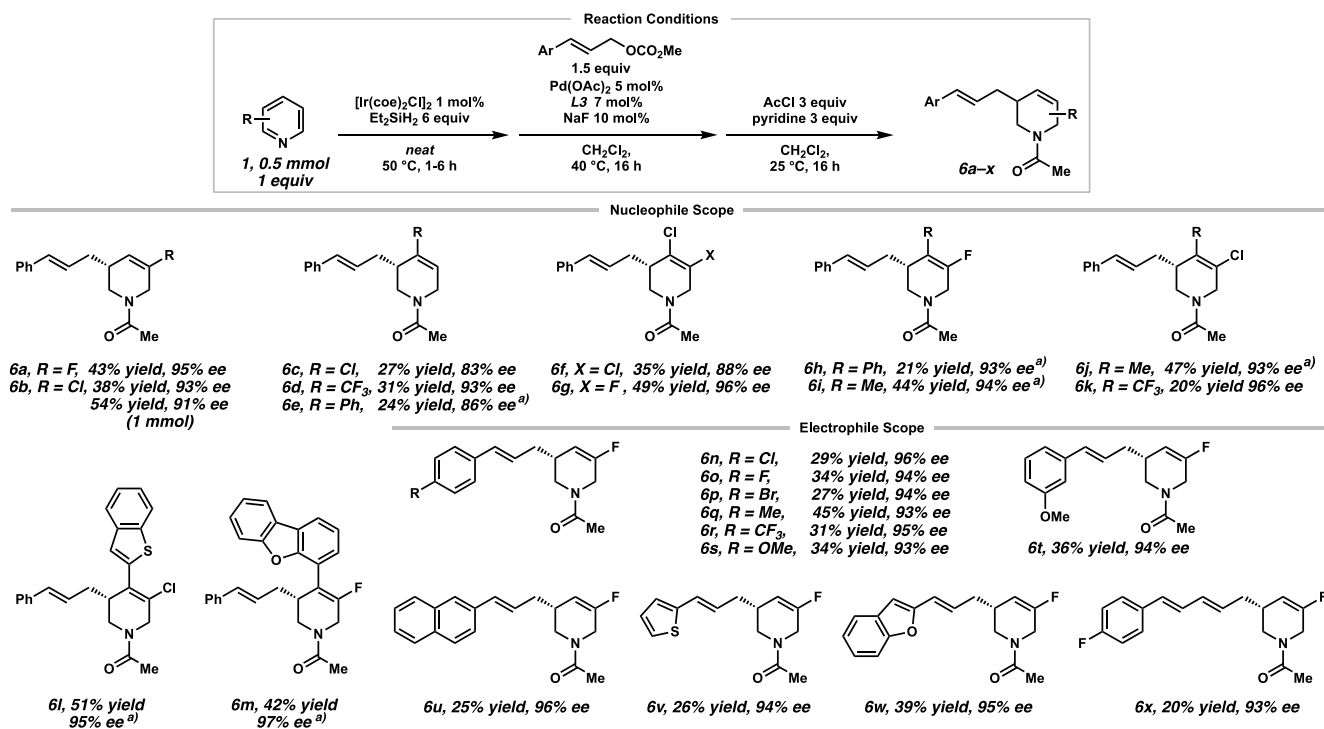 Reaction Conditions
Ar
OCOOMe
1.5 equiv
Pd(OAc)2 5 mol%
L3 7 mol%
NaF 10 mol%
CH2Cl2,
40 °C, 16 h
R
N
1, 0.5 mmol
1 equiv
[Ir(coe)2Cl]2 1 mol%
Et2SiH2 6 equiv
neat
50 °C, 1-6 h
AcCl 3 equiv
pyridine 3 equiv
CH2Cl2,
25 °C, 16 h
Ar
R
N
O
Me
6a–x
Nucleophile Scope
Ph
R
N
O
Me
6a, R = F, 43% yield, 95% ee
6b, R = Cl, 38% yield, 93% ee
54% yield, 91% ee
(1 mmol)
R
Ph
N
O
Me
6c, R = Cl, 27% yield, 83% ee
6d, R = CF3, 31% yield, 93% ee
6e, R = Ph, 24% yield, 86% ee a)
Cl
Ph
X
N
O
Me
6f, X = Cl, 35% yield, 88% ee
6g, X = F , 49% yield, 96% ee
R
Ph
F
N
O
Me
6h, R = Ph, 21% yield, 93% ee a)
6i, R = Me, 44% yield, 94% ee a)
R
Ph
Cl
N
O
Me
6j, R = Me, 47% yield, 93% ee a)
6k, R = CF3, 20% yield 96% ee
Electrophile Scope
S
Ph
Cl
N
O
Me
6l, 51% yield
95% ee a)
O
Ph
F
N
O
Me
6m, 42% yield
97% ee a)
R
F
N
O
Me
6n, R = Cl, 29% yield, 96% ee
6o, R = F, 34% yield, 94% ee
6p, R = Br, 27% yield, 94% ee
6q, R = Me, 45% yield, 93% ee
6r, R = CF3, 31% yield, 95% ee
6s, R = OMe, 34% yield, 93% ee
OMe
F
N
O
Me
6t, 36% yield, 94% ee
F
N
O
Me
6u, 25% yield, 96% ee
S
F
N
O
Me
6v, 26% yield, 94% ee
O
F
N
O
Me
6w, 39% yield, 95% ee
F
F
N
O
Me
6x, 20% yield, 93% ee